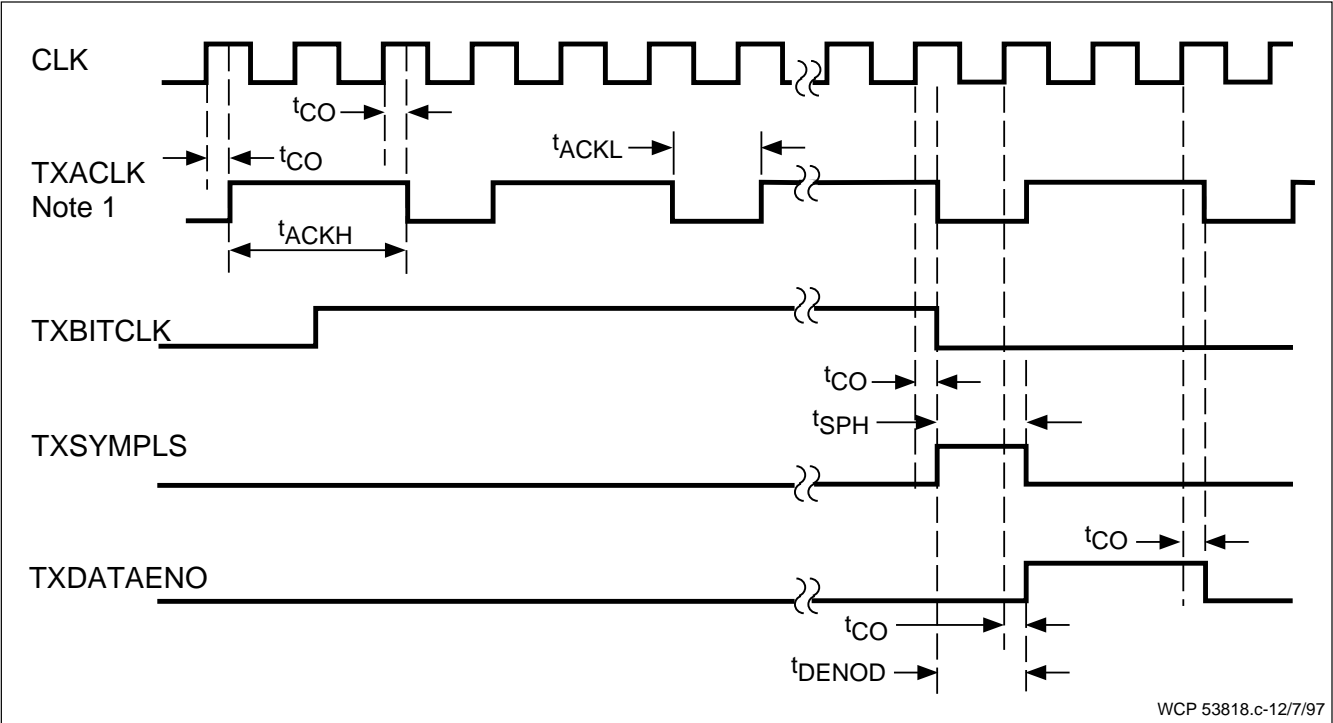 CLK
tCO
tCO
tACKL
TXACLK
Note 1
tACKH
TXBITCLK
tCO
tSPH
TXSYMPLS
tCO
TXDATAENO
tCO
tDENOD
WCP 53818.c-12/7/97